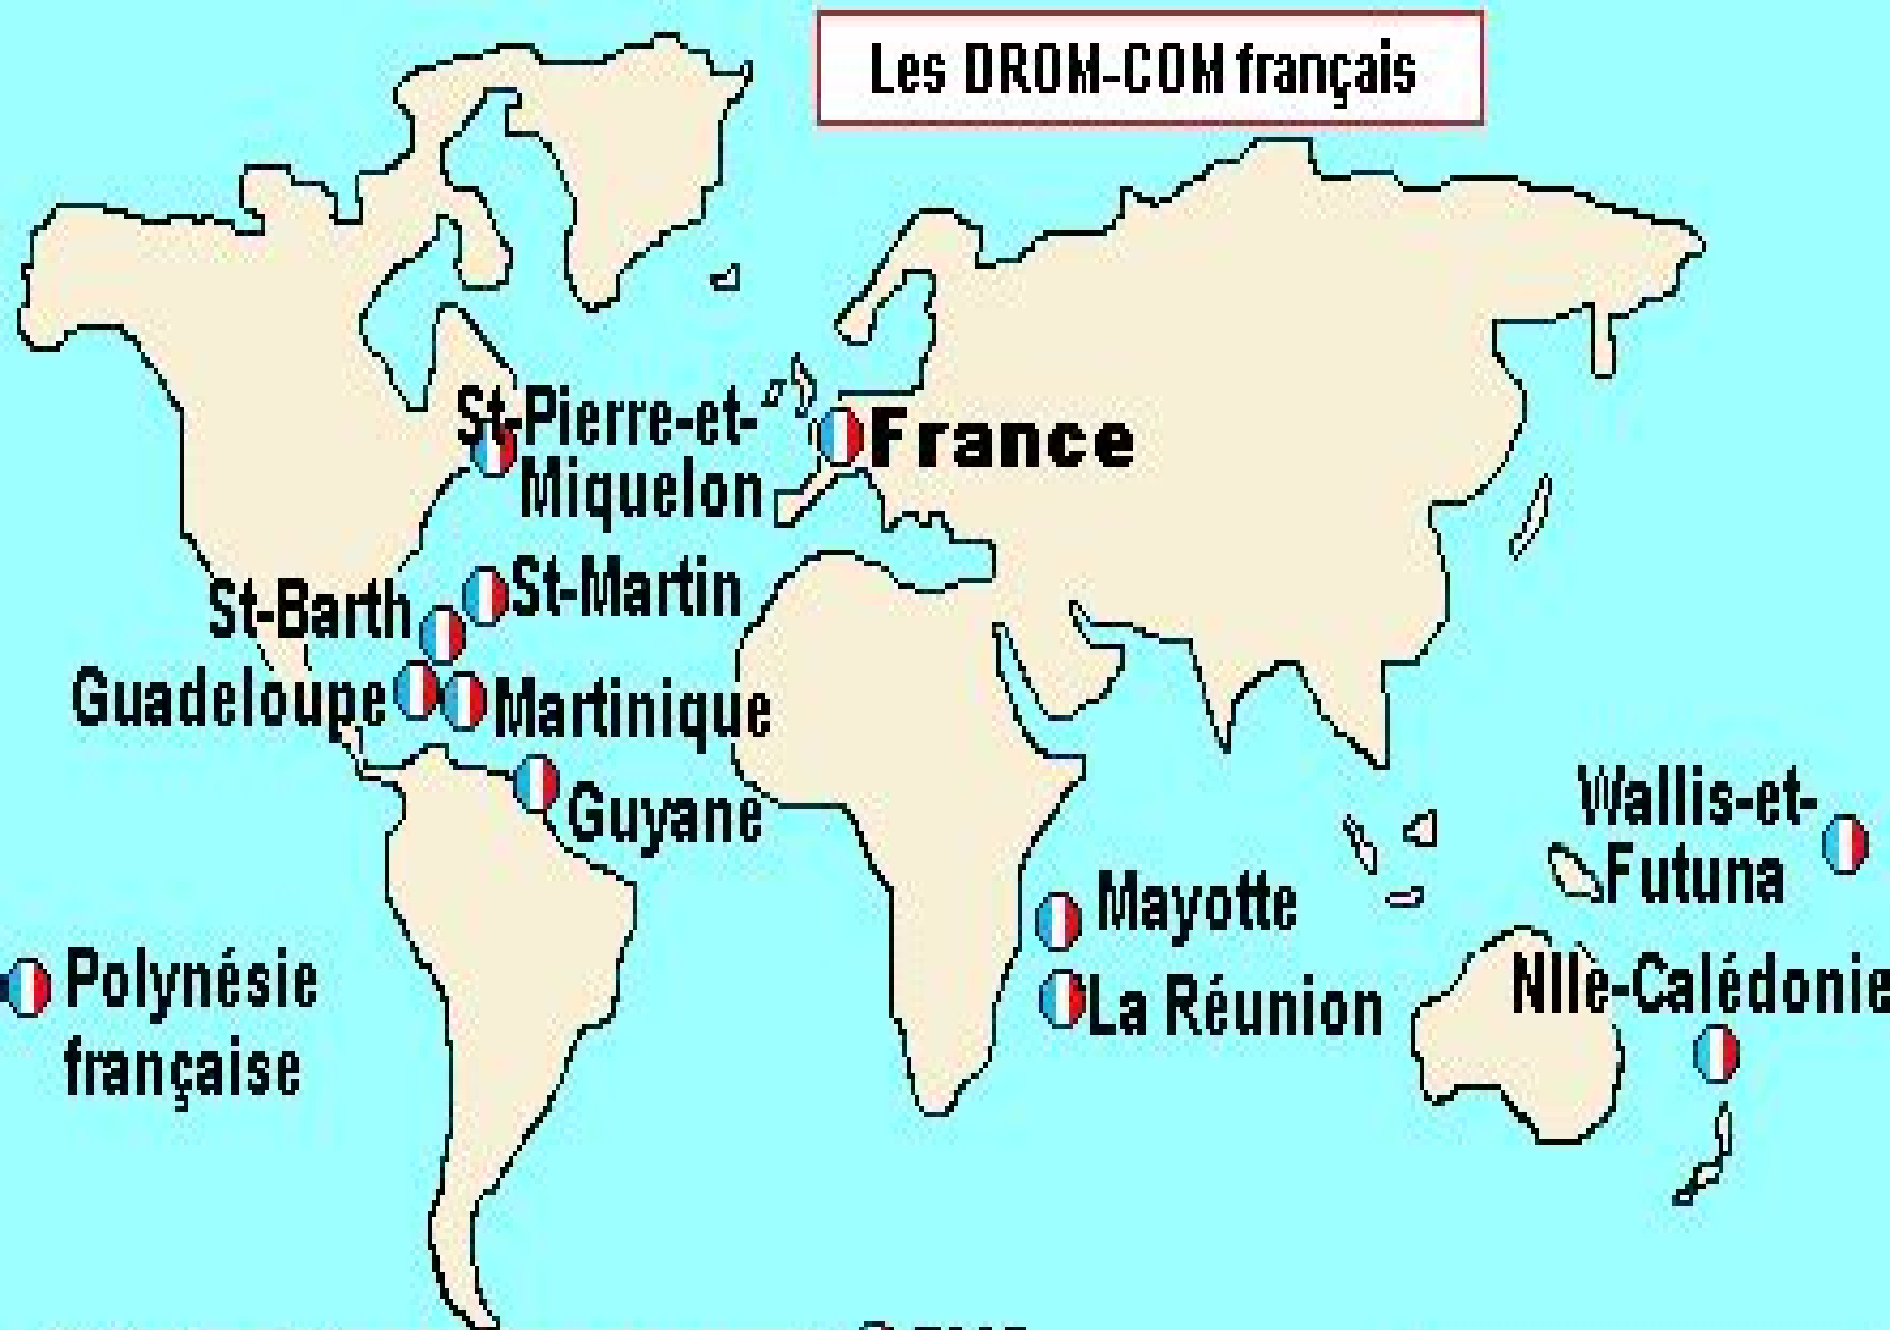 Les DROM-COM français
St-Pierre-et-
Miquelon
France
St-Martin
St-Barth
Guadeloupe
Martinique
Guyane
Wallis-et-
Futuna
Mayotte
La Réunion
Nlle-Calédonie
Polynésie
française